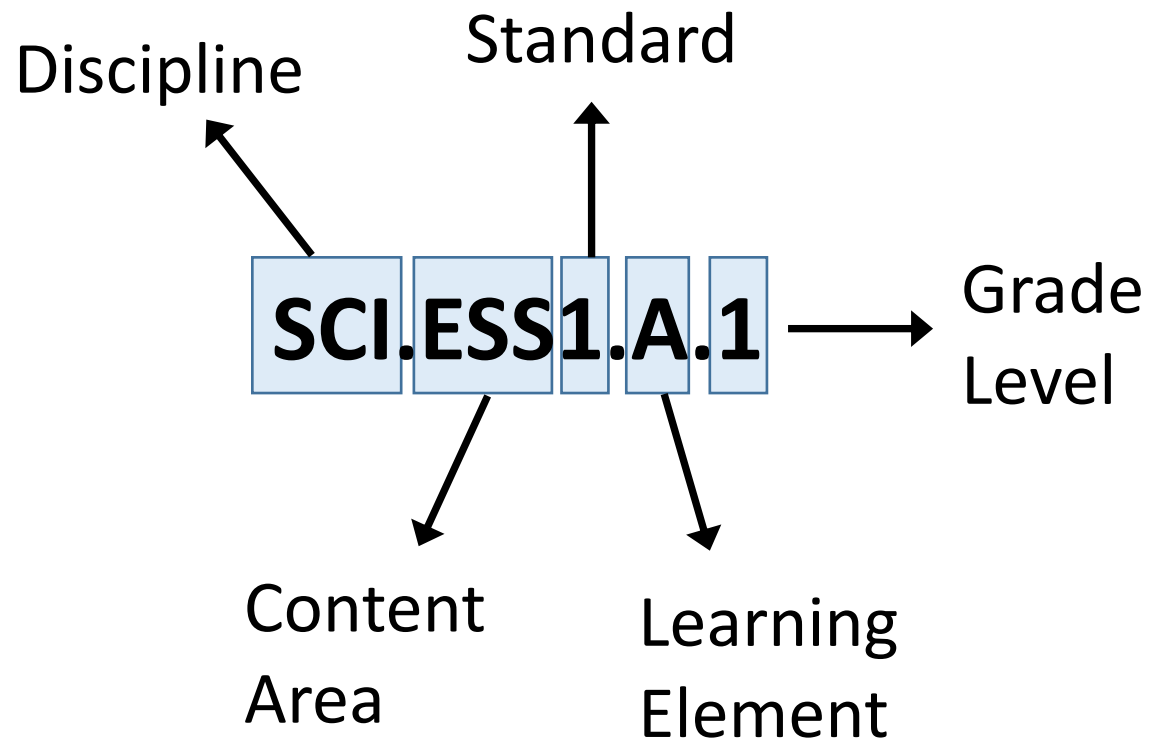 Standard
Discipline
SCI.ESS1.A.1
Grade
Level
Content
Area
Learning
Element